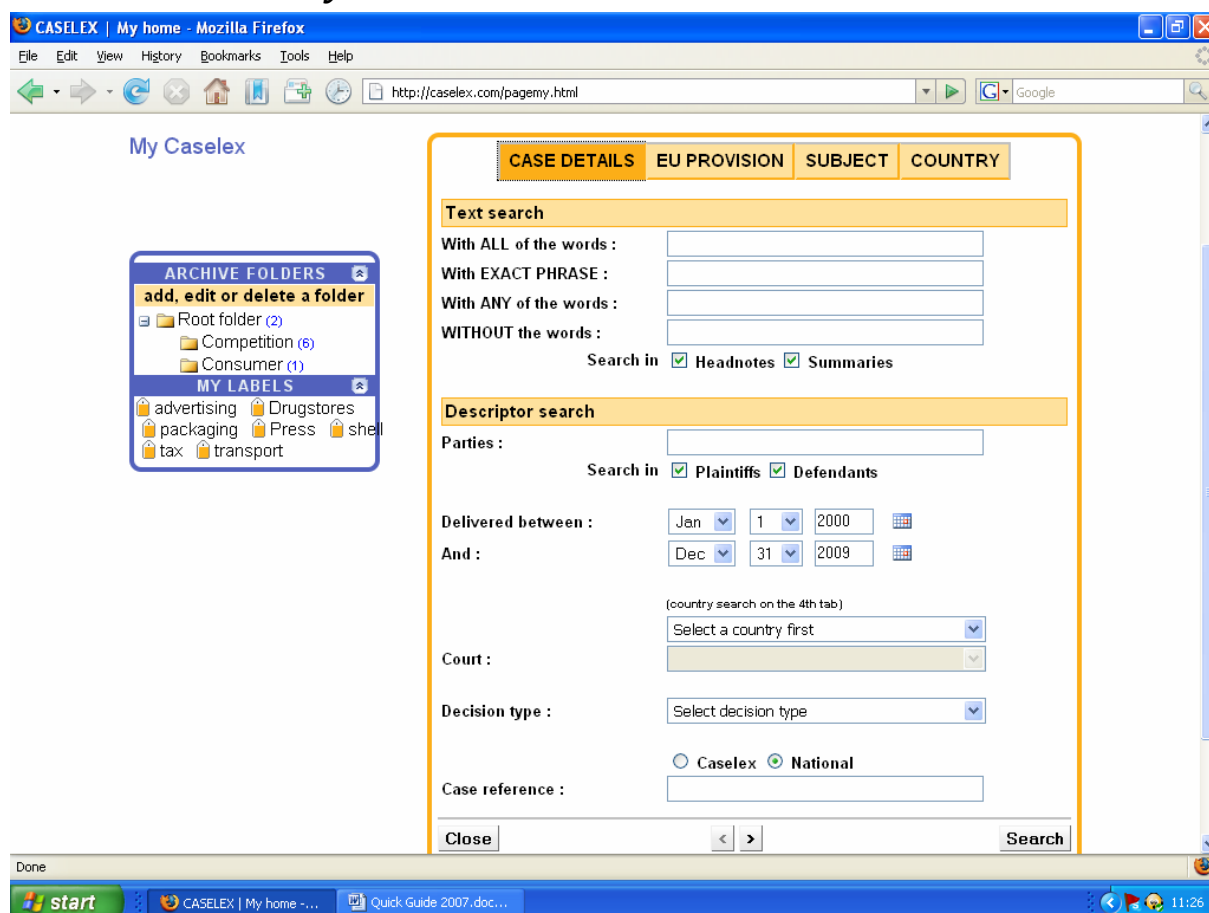 CASELEX | My home - Mozilla Firefox
File Edit View History Bookmarks Tools Help
http://caselex.com/pagemy.html
G Google
My Caselex
ARCHIVE FOLDERS
add, edit or delete a folder
Root folder (2)
Competition (6)
Consumer (1)
MY LABELS
advertising Drugstores
packaging Press shell
tax transport
CASE DETAILS EU PROVISION SUBJECT COUNTRY
Text search
With ALL of the words :
With EXACT PHRASE :
With ANY of the words :
WITHOUT the words :
Search in Headnotes Summaries
Descriptor search
Parties :
Search in Plaintiffs Defendants
Delivered between : Jan 1 2000
And : Dec 31 2009
(country search on the 4th tab)
Select a country first
Court :
Decision type : Select decision type
Caselex National
Case reference :
Close < > Search
Done
start CASELEX | My home -... Quick Guide 2007.doc... 11:26